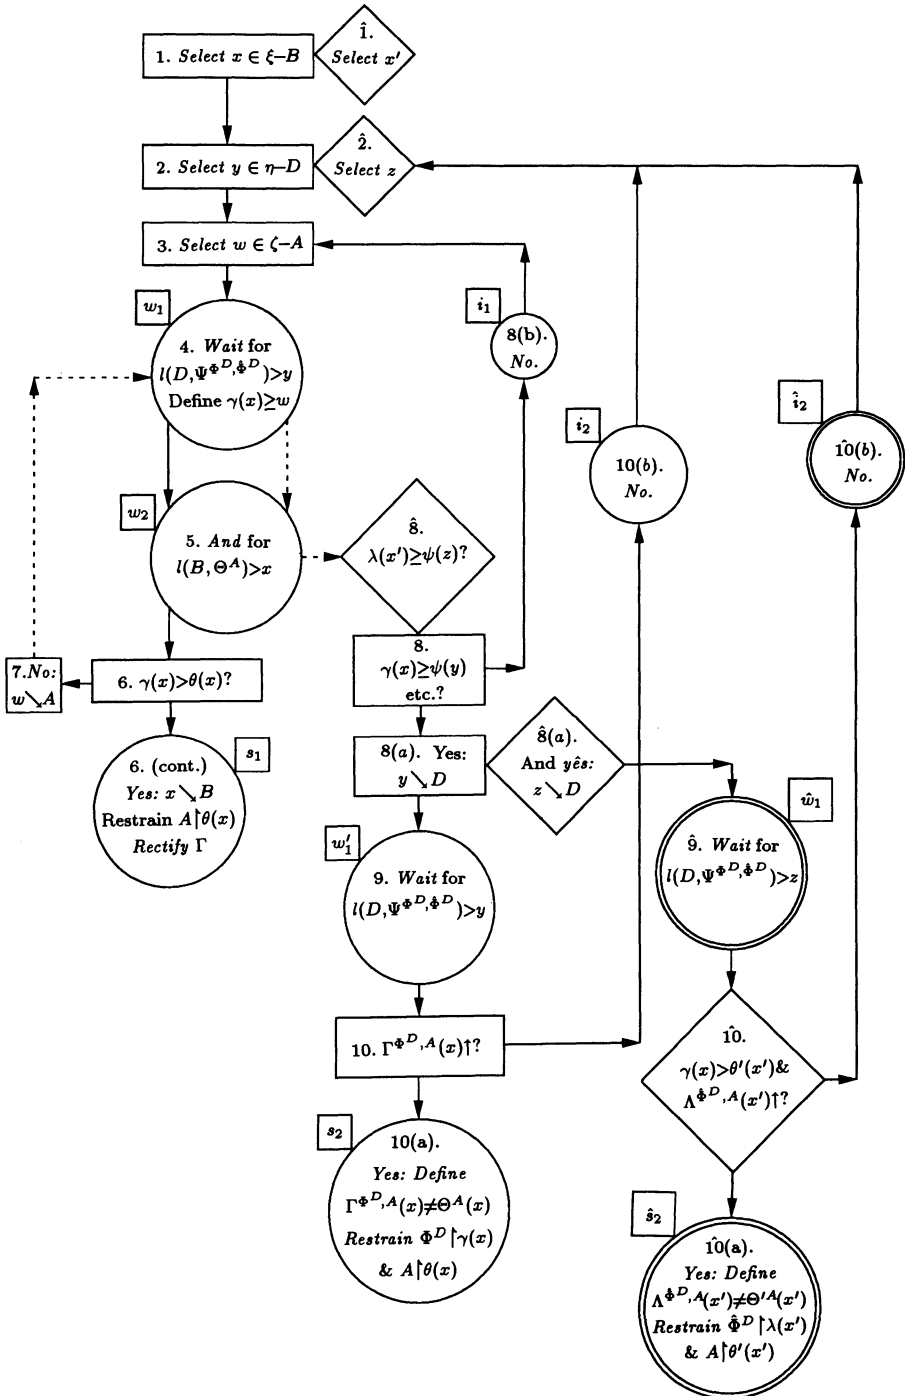 1. Select x ∈ ξ–B
1̂.
Select x′
2. Select y ∈ η–D
2̂.
Select z
3. Select w ∈ ζ–A
w₁
4. Wait for
l(D,Ψ^Φ^D,Φ̂^D)>y
Define γ(x)≥w
i₁
8(b).
No.
i₂
10(b).
No.
î₂
1̂0(b).
No.
w₂
5. And for
l(B,Θ^A)>x
8̂.
λ(x′)≥ψ(z)?
7.No:
w↘A
6. γ(x)>θ(x)?
8.
γ(x)≥ψ(y)
etc.?
s₁
6. (cont.)
Yes: x↘B
Restrain A↾θ(x)
Rectify Γ
8(a). Yes:
y↘D
8̂(a).
And yês:
z↘D
w′₁
9. Wait for
l(D,Ψ^Φ^D,Φ̂^D)>y
ŵ₁
9̂. Wait for
l(D,Ψ^Φ^D,Φ̂^D)>z
10. Γ^Φ^D,A(x)↑?
1̂0.
γ(x)>θ′(x′)&
Λ^Φ̂^D,A(x′)↑?
s₂
10(a).
Yes: Define
Γ^Φ^D,A(x)≠Θ^A(x)
Restrain Φ^D↾γ(x)
& A↾θ(x)
ŝ₂
1̂0(a).
Yes: Define
Λ^Φ̂^D,A(x′)≠Θ′^A(x′)
Restrain Φ̂^D↾λ(x′)
& A↾θ′(x′)